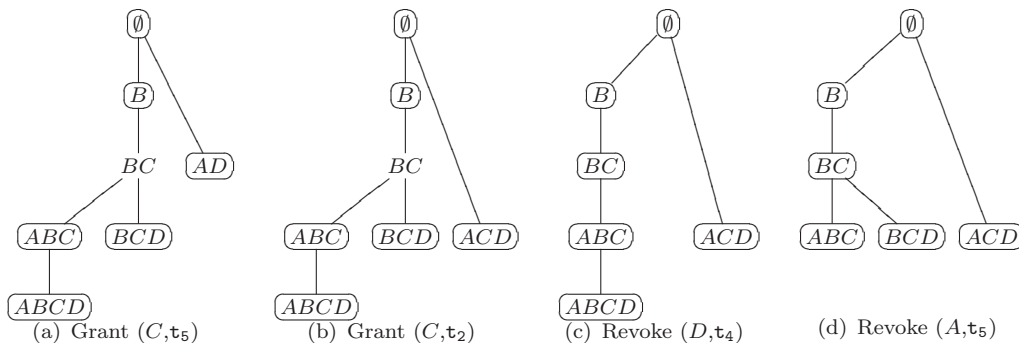 ∅ ∅ ∅ ∅
B B B B
BC AD BC BC BC
ABC BCD ABC BCD ACD ABC ACD ABC BCD ACD
ABCD ABCD ABCD
(a) Grant (C,t₅) (b) Grant (C,t₂) (c) Revoke (D,t₄) (d) Revoke (A,t₅)